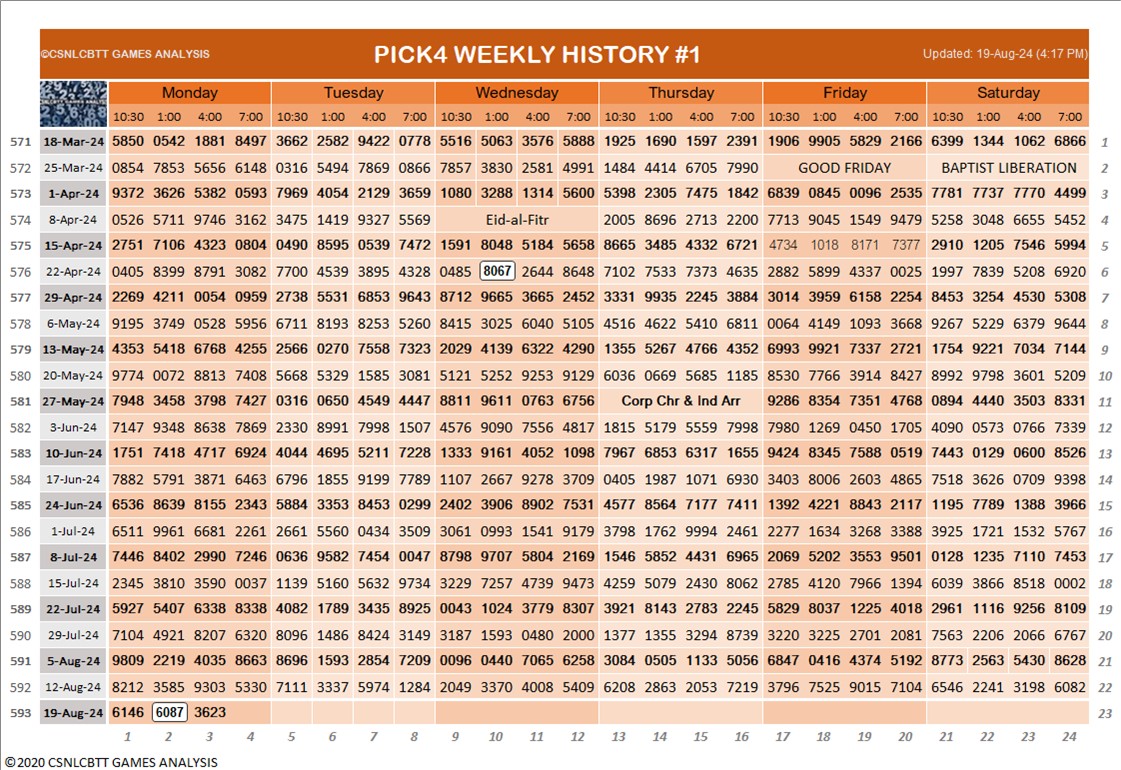 ©CSNLCBTT GAMES ANALYSIS PICK4 WEEKLY HISTORY #1 Updated: 19-Aug-24 (4:17 PM)
Monday Tuesday Wednesday Thursday Friday Saturday
10:30 1:00 4:00 7:00 10:30 1:00 4:00 7:00 10:30 1:00 4:00 7:00 10:30 1:00 4:00 7:00 10:30 1:00 4:00 7:00 10:30 1:00 4:00 7:00
571 18-Mar-24 5850 0542 1881 8497 3662 2582 9422 0778 5516 5063 3576 5888 1925 1690 1597 2391 1906 9905 5829 2166 6399 1344 1062 6866 1
572 25-Mar-24 0854 7853 5656 6148 0316 5494 7869 0866 7857 3830 2581 4991 1484 4414 6705 7990 GOOD FRIDAY BAPTIST LIBERATION 2
573 1-Apr-24 9372 3626 5382 0593 7969 4054 2129 3659 1080 3288 1314 5600 5398 2305 7475 1842 6839 0845 0096 2535 7781 7737 7770 4499 3
574 8-Apr-24 0526 5711 9746 3162 3475 1419 9327 5569 Eid-al-Fitr 2005 8696 2713 2200 7713 9045 1549 9479 5258 3048 6655 5452 4
575 15-Apr-24 2751 7106 4323 0804 0490 8595 0539 7472 1591 8048 5184 5658 8665 3485 4332 6721 4734 1018 8171 7377 2910 1205 7546 5994 5
576 22-Apr-24 0405 8399 8791 3082 7700 4539 3895 4328 0485 8067 2644 8648 7102 7533 7373 4635 2882 5899 4337 0025 1997 7839 5208 6920 6
577 29-Apr-24 2269 4211 0054 0959 2738 5531 6853 9643 8712 9665 3665 2452 3331 9935 2245 3884 3014 3959 6158 2254 8453 3254 4530 5308 7
578 6-May-24 9195 3749 0528 5956 6711 8193 8253 5260 8415 3025 6040 5105 4516 4622 5410 6811 0064 4149 1093 3668 9267 5229 6379 9644 8
579 13-May-24 4353 5418 6768 4255 2566 0270 7558 7323 2029 4139 6322 4290 1355 5267 4766 4352 6993 9921 7337 2721 1754 9221 7034 7144 9
580 20-May-24 9774 0072 8813 7408 5668 5329 1585 3081 5121 5252 9253 9129 6036 0669 5685 1185 8530 7766 3914 8427 8992 9798 3601 5209 10
581 27-May-24 7948 3458 3798 7427 0316 0650 4549 4447 8811 9611 0763 6756 Corp Chr & Ind Arr 9286 8354 7351 4768 0894 4440 3503 8331 11
582 3-Jun-24 7147 9348 8638 7869 2330 8991 7998 1507 4576 9090 7556 4817 1815 5179 5559 7998 7980 1269 0450 1705 4090 0573 0766 7339 12
583 10-Jun-24 1751 7418 4717 6924 4044 4695 5211 7228 1333 9161 4052 1098 7967 6853 6317 1655 9424 8345 7588 0519 7443 0129 0600 8526 13
584 17-Jun-24 7882 5791 3871 6463 6796 1855 9199 7789 1107 2667 9278 3709 0405 1987 1071 6930 3403 8006 2603 4865 7518 3626 0709 9398 14
585 24-Jun-24 6536 8639 8155 2343 5884 3353 8453 0299 2402 3906 8902 7531 4577 8564 7177 7411 1392 4221 8843 2117 1195 7789 1388 3966 15
586 1-Jul-24 6511 9961 6681 2261 2661 5560 0434 3509 3061 0993 1541 9179 3798 1762 9994 2461 2277 1634 3268 3388 3925 1721 1532 5767 16
587 8-Jul-24 7446 8402 2990 7246 0636 9582 7454 0047 8798 9707 5804 2169 1546 5852 4431 6965 2069 5202 3553 9501 0128 1235 7110 7453 17
588 15-Jul-24 2345 3810 3590 0037 1139 5160 5632 9734 3229 7257 4739 9473 4259 5079 2430 8062 2785 4120 7966 1394 6039 3866 8518 0002 18
589 22-Jul-24 5927 5407 6338 8338 4082 1789 3435 8925 0043 1024 3779 8307 3921 8143 2783 2245 5829 8037 1225 4018 2961 1116 9256 8109 19
590 29-Jul-24 7104 4921 8207 6320 8096 1486 8424 3149 3187 1593 0480 2000 1377 1355 3294 8739 3220 3225 2701 2081 7563 2206 2066 6767 20
591 5-Aug-24 9809 2219 4035 8663 8696 1593 2854 7209 0096 0440 7065 6258 3084 0505 1133 5056 6847 0416 4374 5192 8773 2563 5430 8628 21
592 12-Aug-24 8212 3585 9303 5330 7111 3337 5974 1284 2049 3370 4008 5409 6208 2863 2053 7219 3796 7525 9015 7104 6546 2241 3198 6082 22
593 19-Aug-24 6146 6087 3623 23
1 2 3 4 5 6 7 8 9 10 11 12 13 14 15 16 17 18 19 20 21 22 23 24
©2020 CSNLCBTT GAMES ANALYSIS